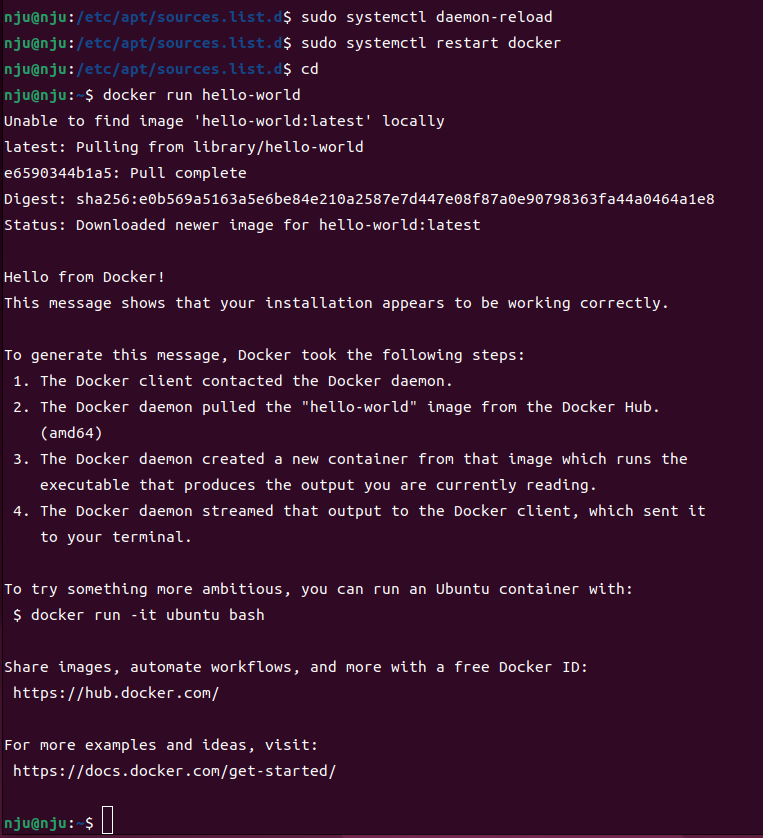 nju@nju:/etc/apt/sources.list.d$ sudo systemctl daemon-reload
nju@nju:/etc/apt/sources.list.d$ sudo systemctl restart docker
nju@nju:/etc/apt/sources.list.d$ cd
nju@nju:~$ docker run hello-world
Unable to find image 'hello-world:latest' locally
latest: Pulling from library/hello-world
e6590344b1a5: Pull complete
Digest: sha256:e0b569a5163a5e6be84e210a2587e7d447e08f87a0e90798363fa44a0464a1e8
Status: Downloaded newer image for hello-world:latest

Hello from Docker!
This message shows that your installation appears to be working correctly.

To generate this message, Docker took the following steps:
 1. The Docker client contacted the Docker daemon.
 2. The Docker daemon pulled the "hello-world" image from the Docker Hub.
    (amd64)
 3. The Docker daemon created a new container from that image which runs the
    executable that produces the output you are currently reading.
 4. The Docker daemon streamed that output to the Docker client, which sent it
    to your terminal.

To try something more ambitious, you can run an Ubuntu container with:
 $ docker run -it ubuntu bash

Share images, automate workflows, and more with a free Docker ID:
 https://hub.docker.com/

For more examples and ideas, visit:
 https://docs.docker.com/get-started/

nju@nju:~$